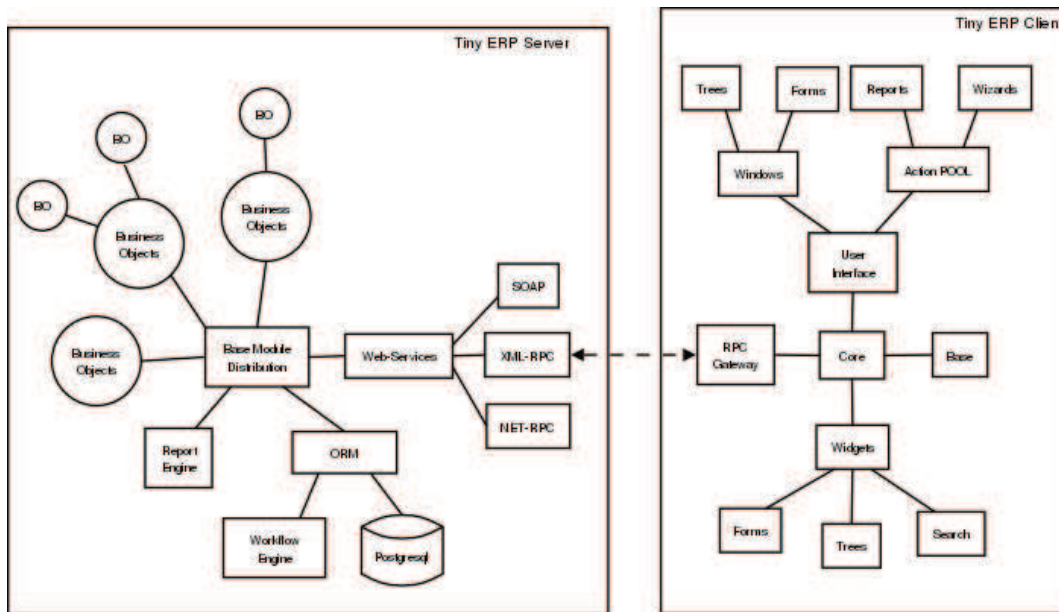 Tiny ERP Server
BO
BO
BO
Business
Objects
Business
Objects
Business
Objects
Base Module
Distribution
Web-Services
SOAP
XML-RPC
NET-RPC
Report
Engine
ORM
Workflow
Engine
Postgresql
Tiny ERP Client
Trees
Forms
Reports
Wizards
Windows
Action POOL
User
Interface
RPC
Gateway
Core
Base
Widgets
Forms
Trees
Search